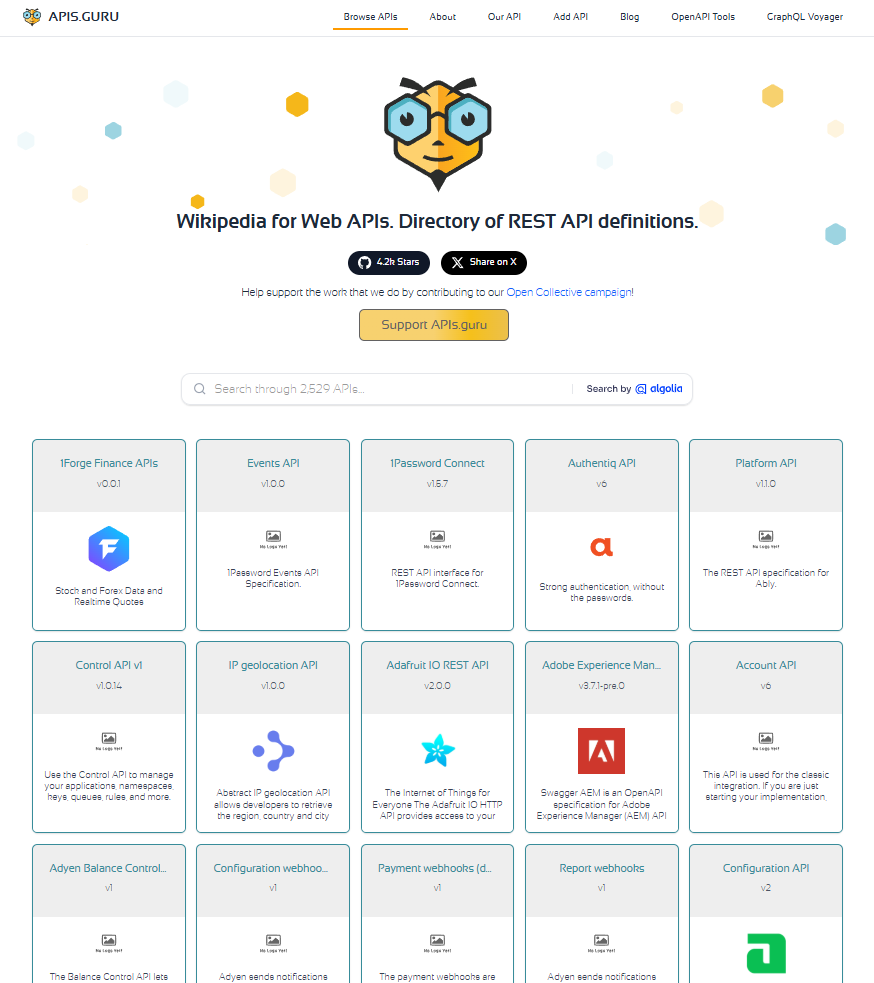 APIS.GURU
Browse APIs
About
Our API
Add API
Blog
OpenAPI Tools
GraphQL Voyager
Wikipedia for Web APIs. Directory of REST API definitions.
4.2k Stars
Share on X
Help support the work that we do by contributing to our Open Collective campaign!
Support APIs.guru
Search through 2,529 APIs...
Search by algolia
1Forge Finance APIs
v0.0.1
Stock and Forex Data and
Realtime Quotes
Events API
v1.0.0
No Logo Yet!
1Password Events API
Specification.
1Password Connect
v1.5.7
No Logo Yet!
REST API interface for
1Password Connect.
Authentiq API
v6
Strong authentication, without
the passwords.
Platform API
v1.1.0
No Logo Yet!
The REST API specification for
Ably.
Control API v1
v1.0.14
No Logo Yet!
Use the Control API to manage
your applications, namespaces,
keys, queues, rules, and more.
IP geolocation API
v1.0.0
Abstract IP geolocation API
allows developers to retrieve
the region, country and city
Adafruit IO REST API
v2.0.0
The Internet of Things for
Everyone The Adafruit IO HTTP
API provides access to your
Adobe Experience Man...
v3.7.1-pre.0
Swagger AEM is an OpenAPI
specification for Adobe
Experience Manager (AEM) API
Account API
v6
No Logo Yet!
This API is used for the classic
integration. If you are just
starting your implementation,
Adyen Balance Control...
v1
No Logo Yet!
The Balance Control API lets
Configuration webhoo...
v1
No Logo Yet!
Adyen sends notifications
Payment webhooks (d...
v1
No Logo Yet!
The payment webhooks are
Report webhooks
v1
No Logo Yet!
Adyen sends notifications
Configuration API
v2